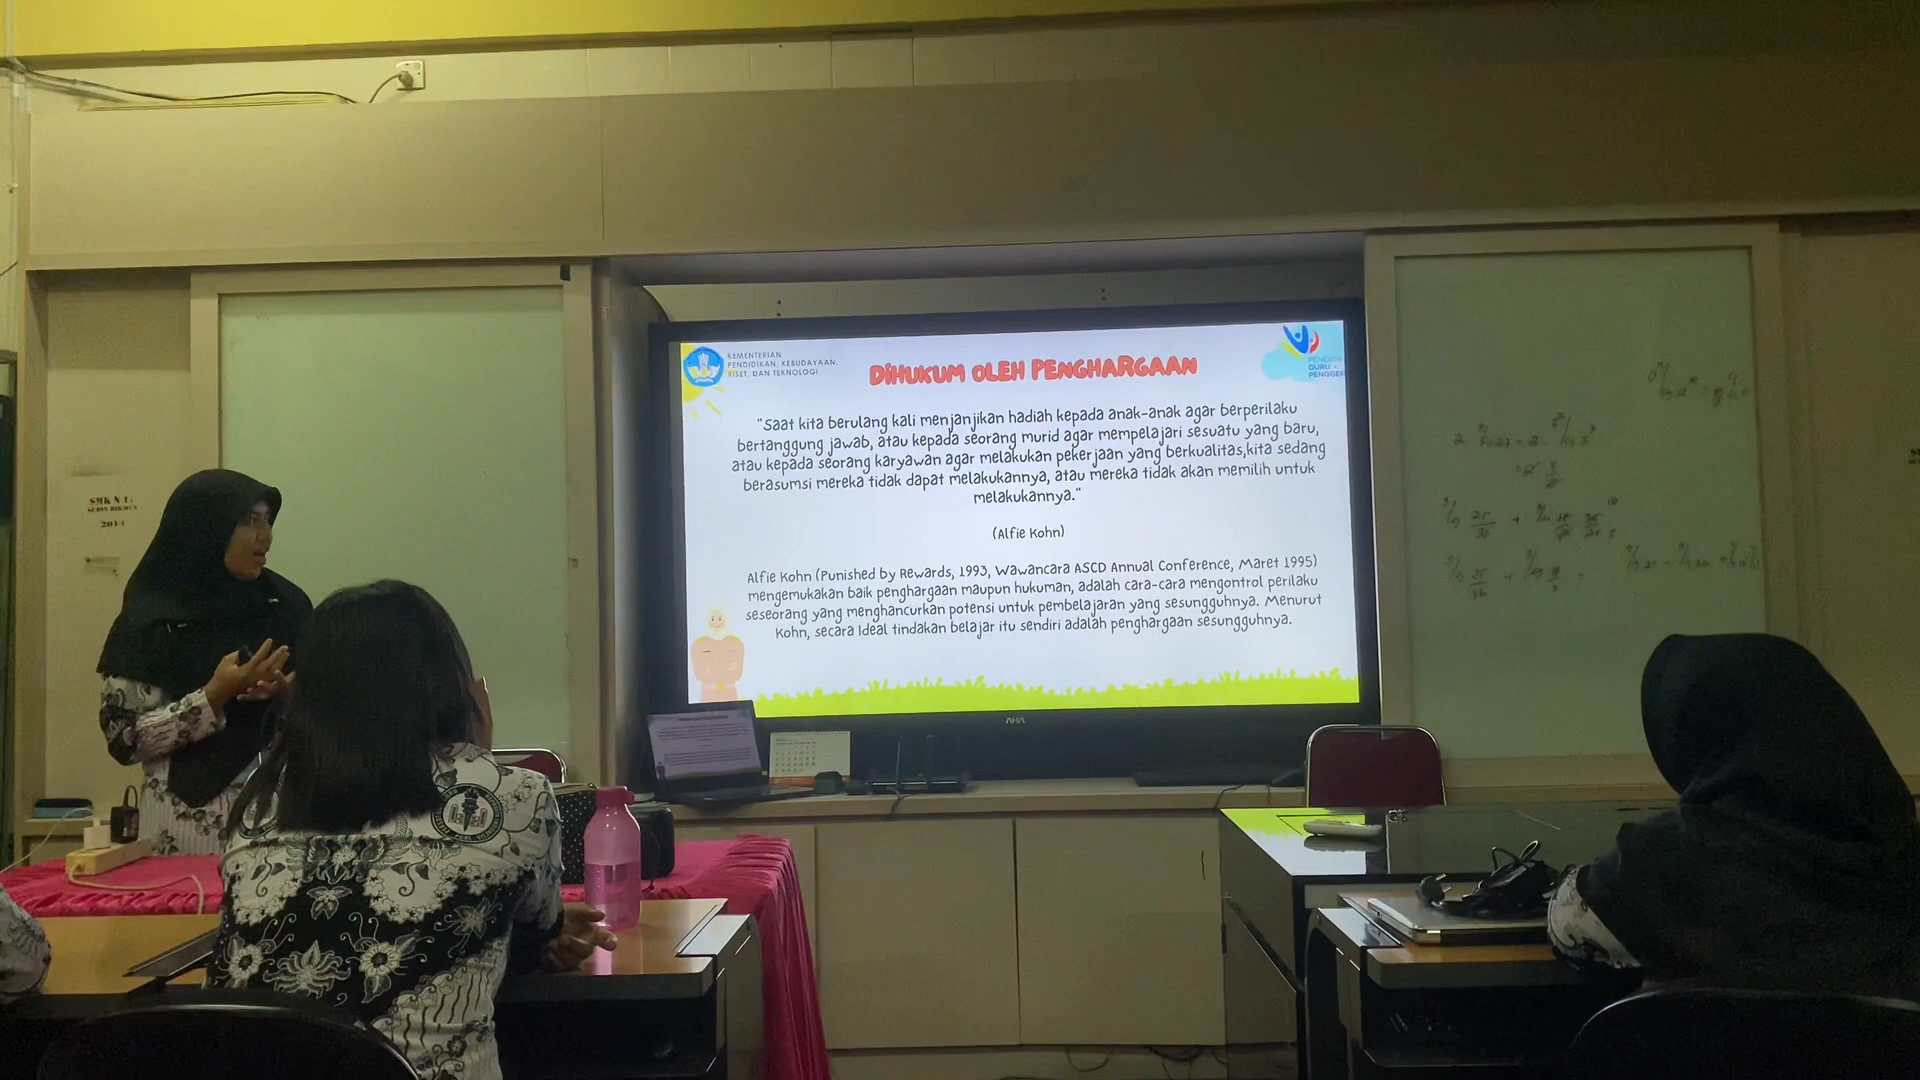 KEMENTERIAN
PENDIDIKAN, KEBUDAYAAN,
RISET, DAN TEKNOLOGI
DIHUKUM OLEH PENGHARGAAN
GURU
"Saat kita berulang kali menjanjikan hadiah kepada anak-anak agar berperilaku
bertanggung jawab, atau kepada seorang murid agar mempelajari sesuatu yang baru,
atau kepada seorang karyawan agar melakukan pekerjaan yang berkualitas,kita sedang
berasumsi mereka tidak dapat melakukannya, atau mereka tidak akan memilih untuk
melakukannya."
(Alfie Kohn)
Alfie Kohn (Punished by Rewards, 1993, Wawancara ASCD Annual Conference, Maret 1995)
mengemukakan baik penghargaan maupun hukuman, adalah cara-cara mengontrol perilaku
seseorang yang menghancurkan potensi untuk pembelajaran yang sesungguhnya. Menurut
Kohn, secara Ideal tindakan belajar itu sendiri adalah penghargaan sesungguhnya.
AHA
SMK N 1
2014